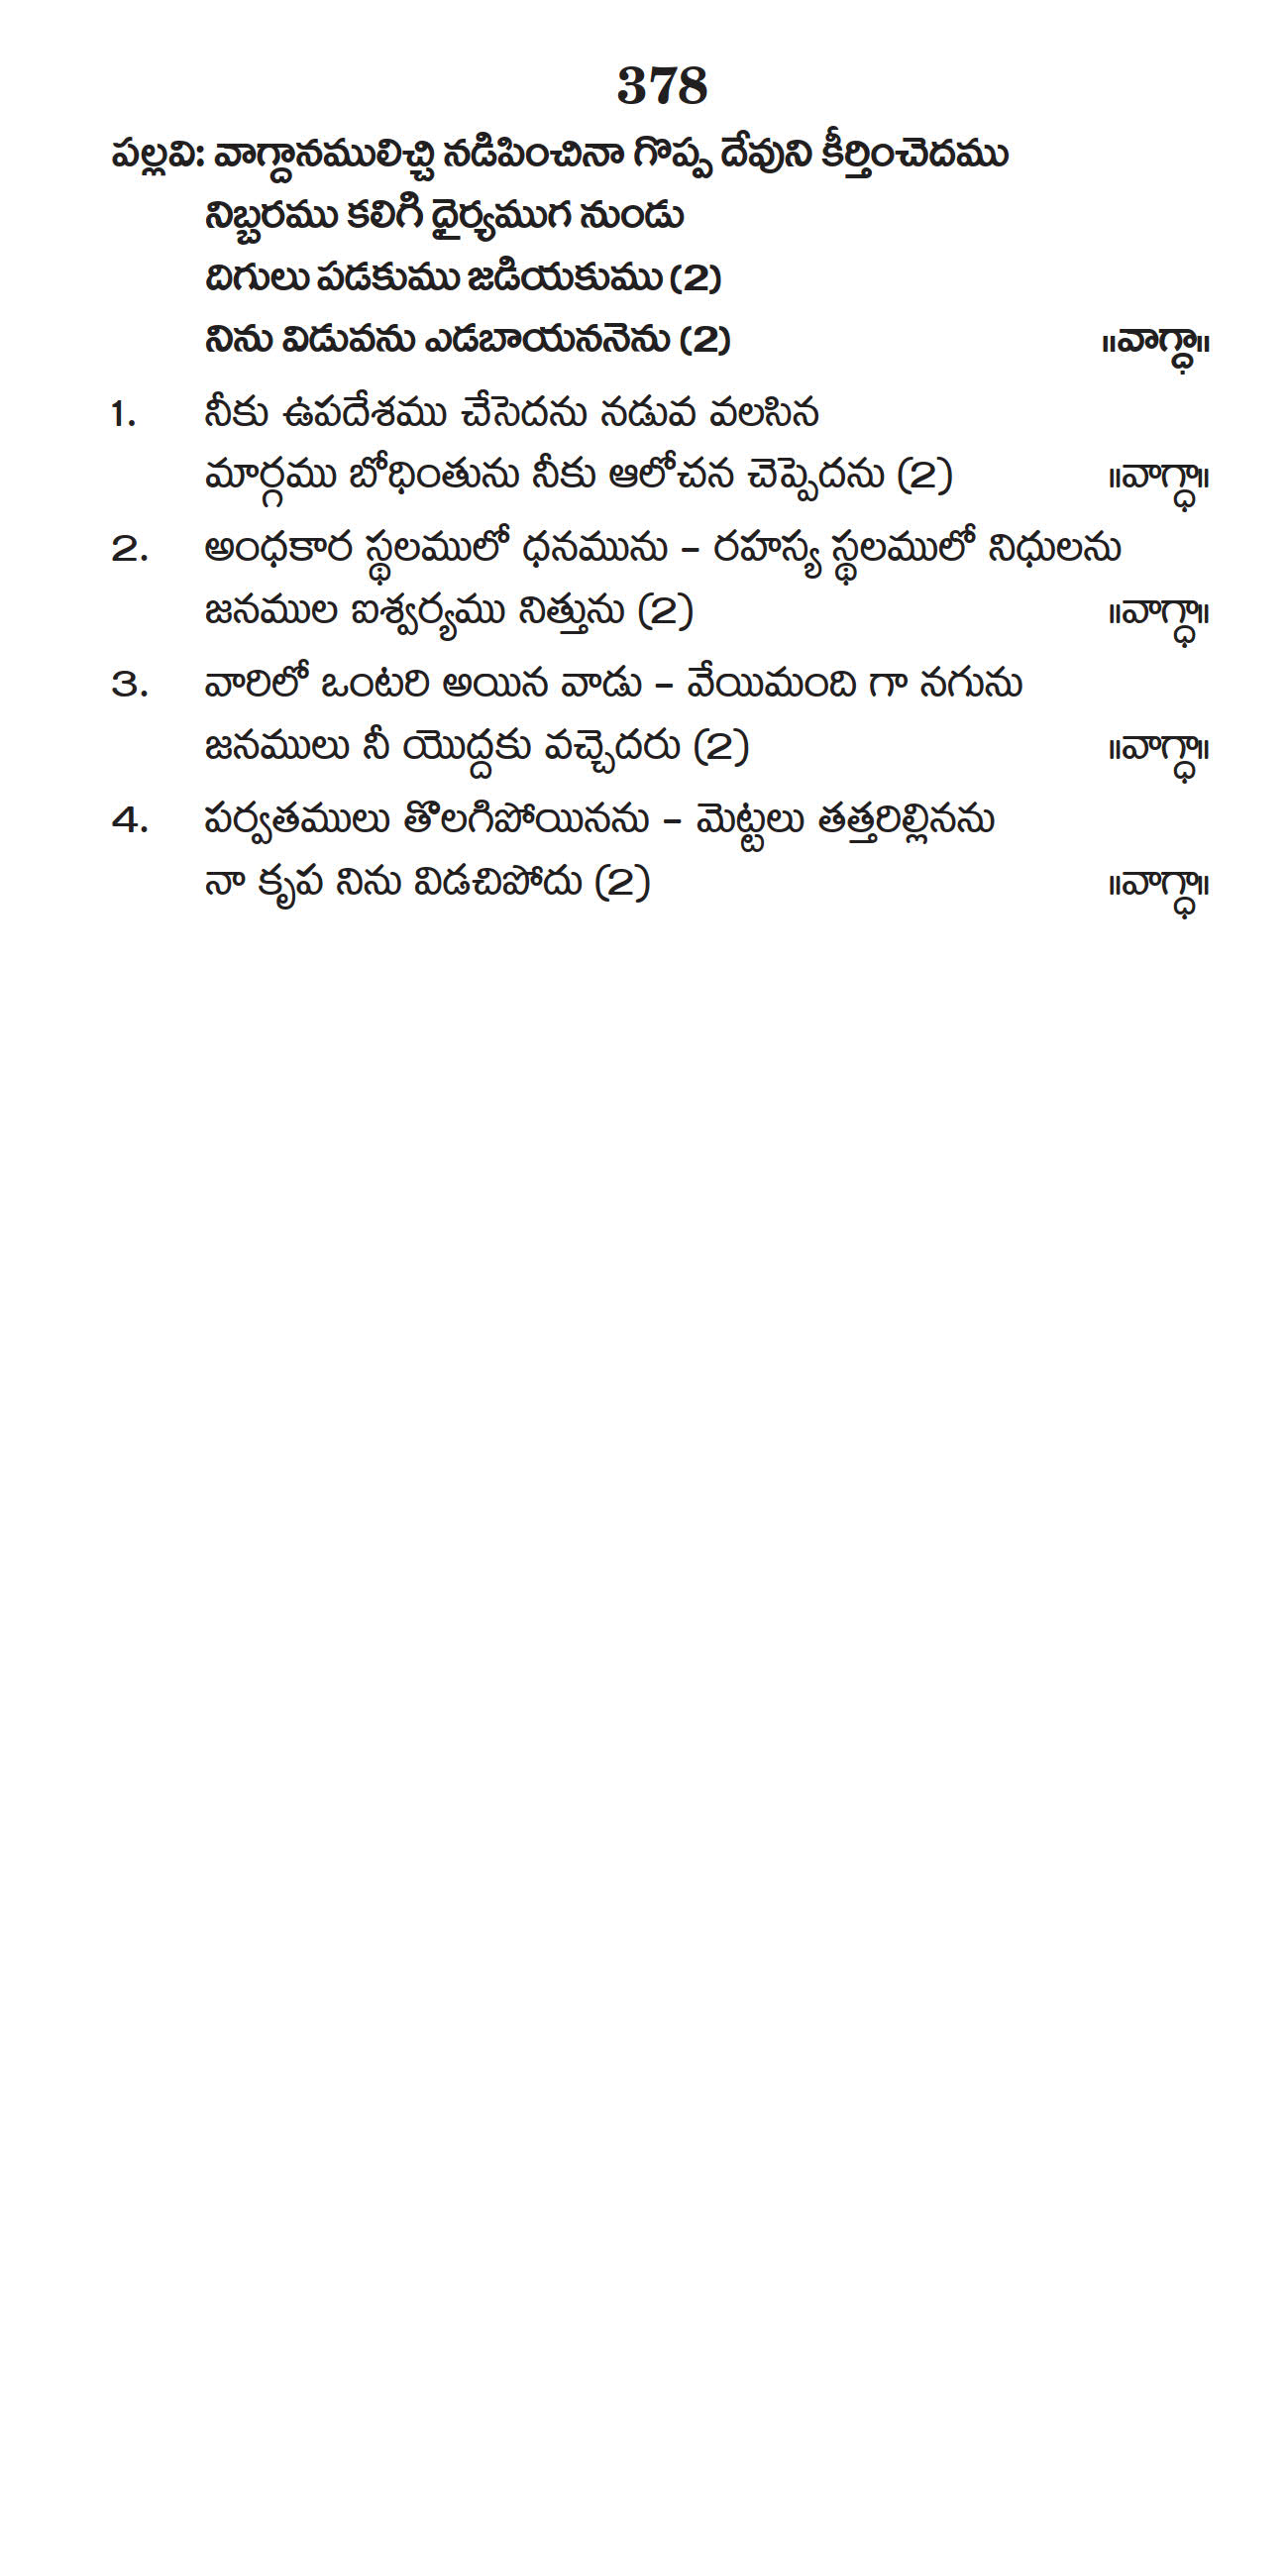 378
పల్లవి: వాగ్దానములిచ్చి నడిపించినా గొప్ప దేవుని కీర్తించెదము
నిబ్బరము కలిగి ధైర్యముగ నుండు
దిగులు పడకుము జడియకుము (2)
నిను విడువను ఎడబాయననెను (2) ॥వాగ్ధా॥
1. నీకు ఉపదేశము చేసెదను నడువ వలసిన
మార్గము బోధింతును నీకు ఆలోచన చెప్పెదను (2) ॥వాగ్ధా॥
2. అంధకార స్థలములో ధనమును – రహస్య స్థలములో నిధులను
జనముల ఐశ్వర్యము నిత్తును (2) ॥వాగ్ధా॥
3. వారిలో ఒంటరి అయిన వాడు – వేయిమంది గా నగును
జనములు నీ యొద్దకు వచ్చెదరు (2) ॥వాగ్ధా॥
4. పర్వతములు తొలగిపోయినను – మెట్టలు తత్తరిల్లినను
నా కృప నిను విడచిపోదు (2) ॥వాగ్ధా॥